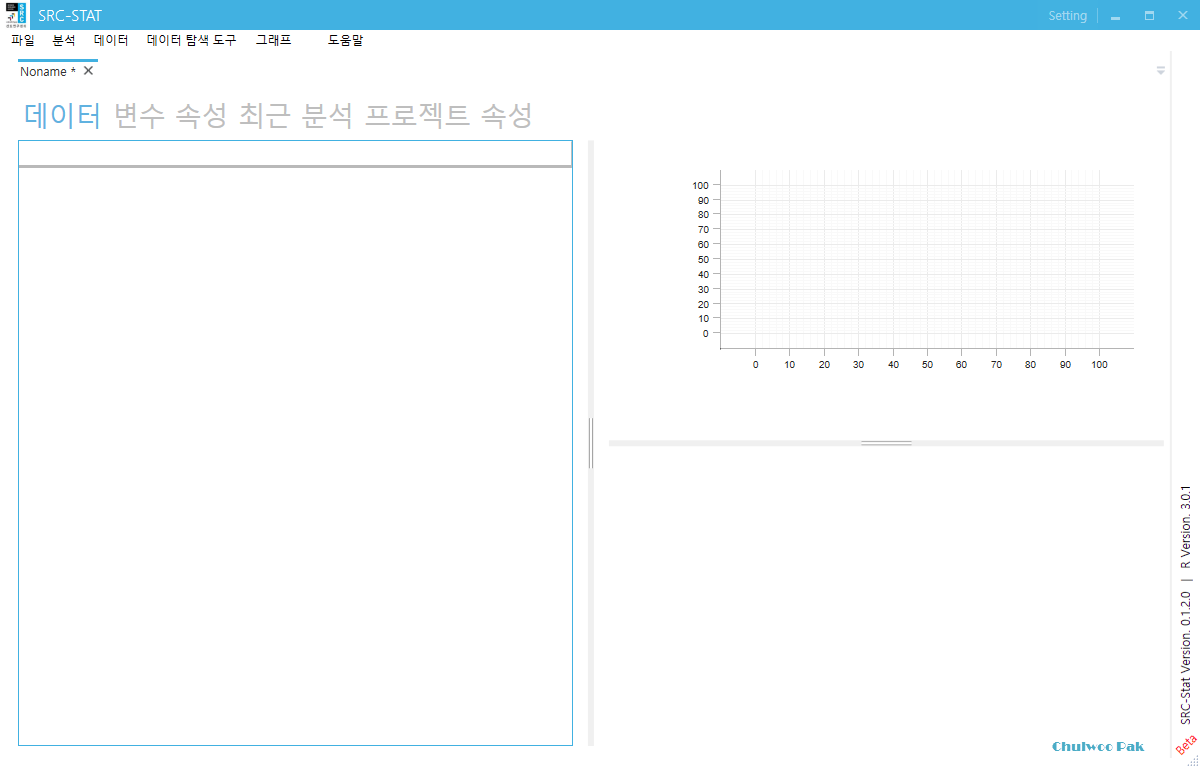 SRC-STAT
Setting
파일 분석 데이터 데이터 탐색 도구 그래프 도움말
Noname *
데이터 변수 속성 최근 분석 프로젝트 속성
100
90
80
70
60
50
40
30
20
10
0
0 10 20 30 40 50 60 70 80 90 100
SRC-Stat Version. 0.1.2.0 | R Version. 3.0.1
Chulwoo Pak
Beta